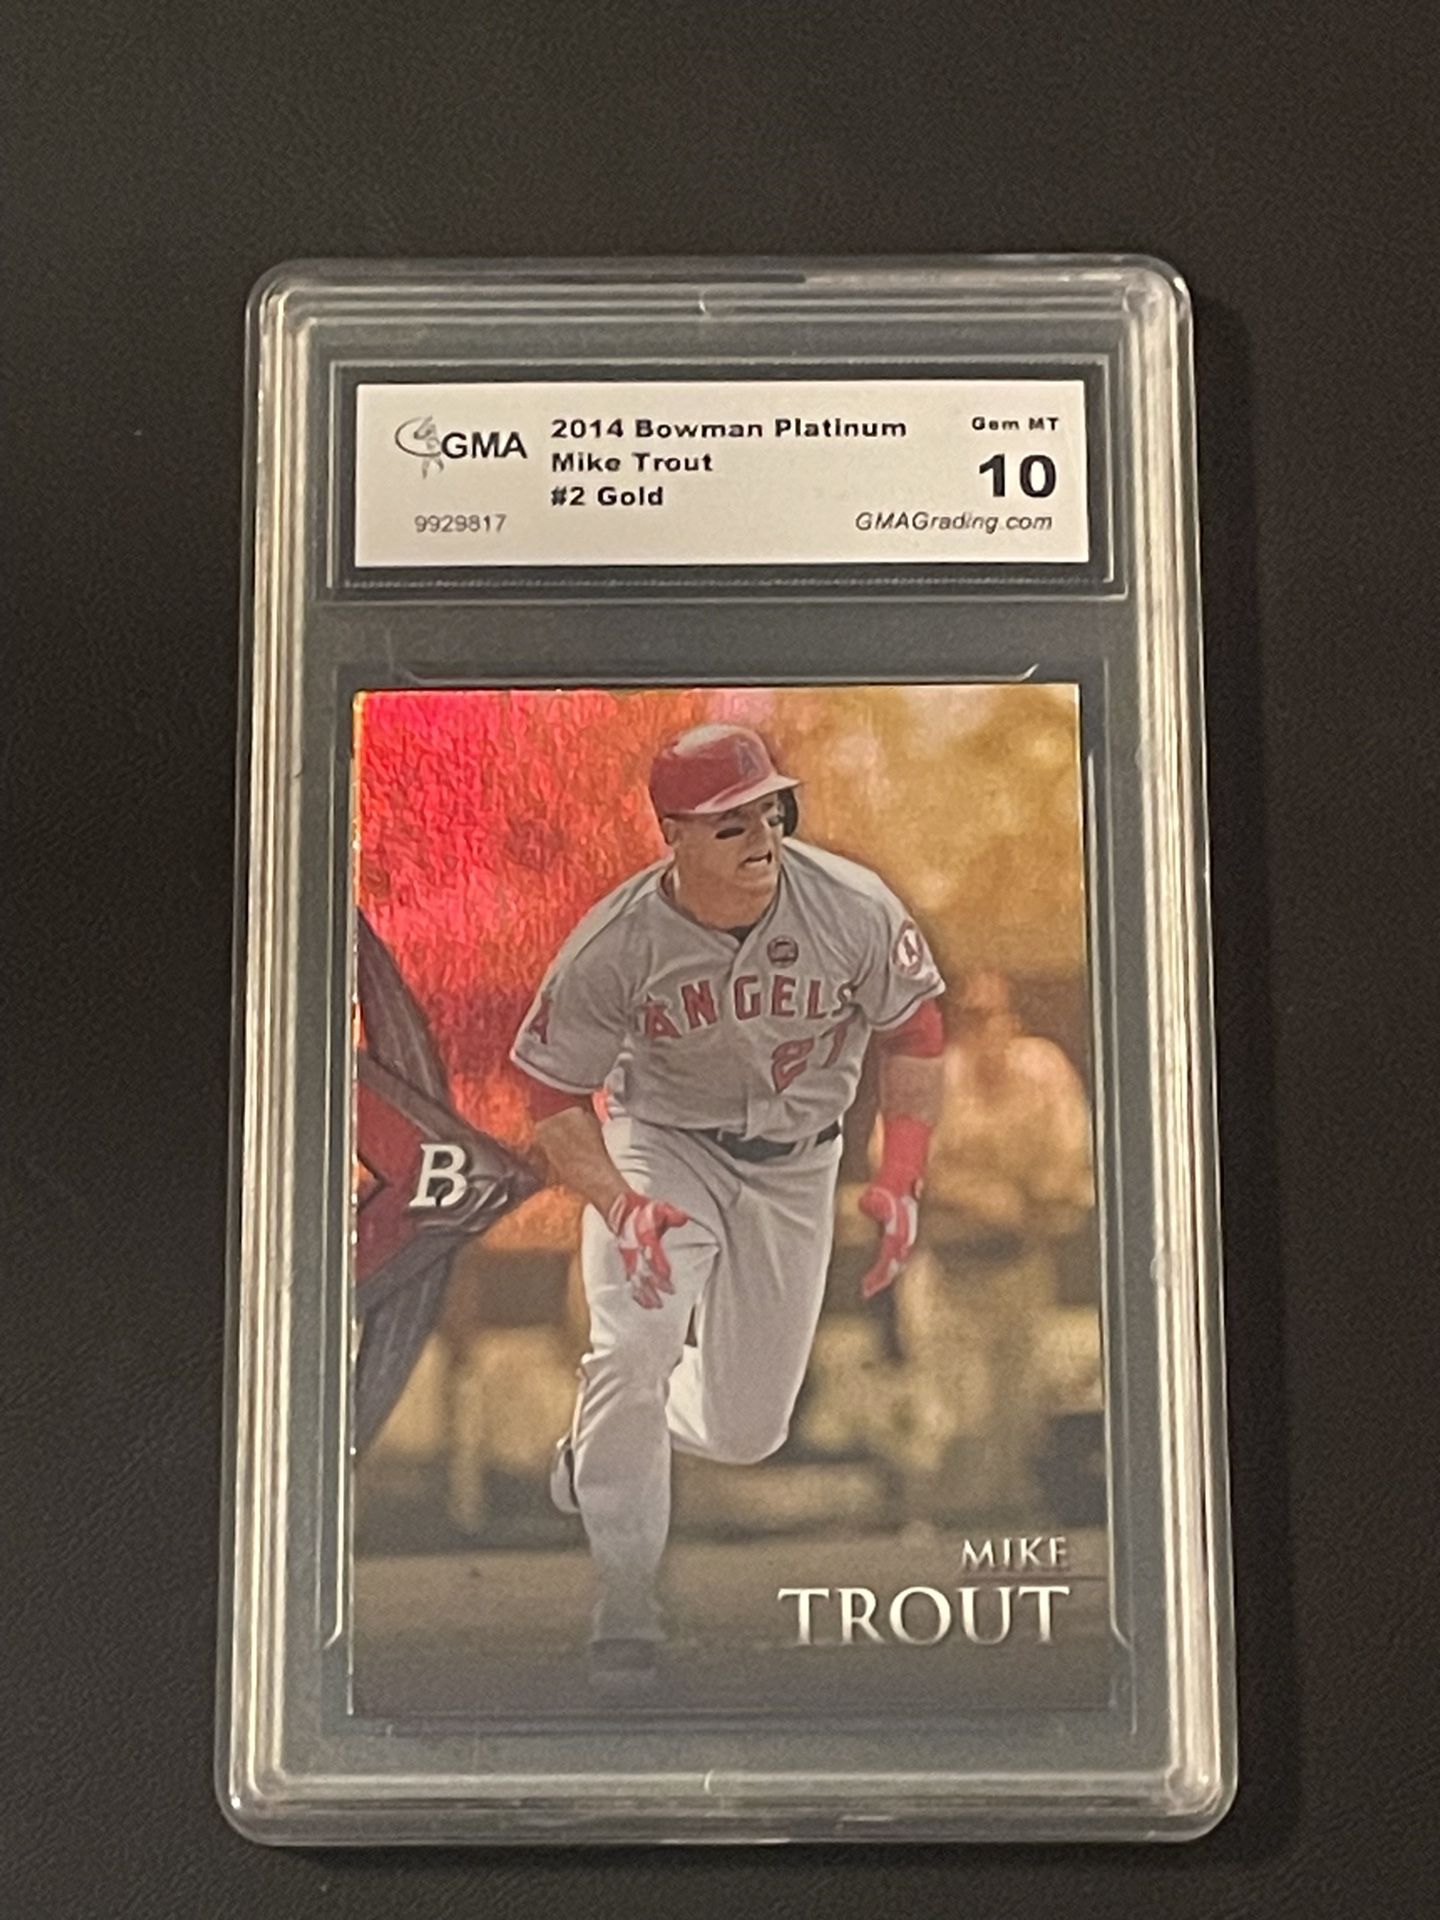 GMA
2014 Bowman Platinum
Mike Trout
#2 Gold
9929817
Gem MT
10
GMAGrading.com
A
A
A
ANGELS
27
B
MIKE
TROUT